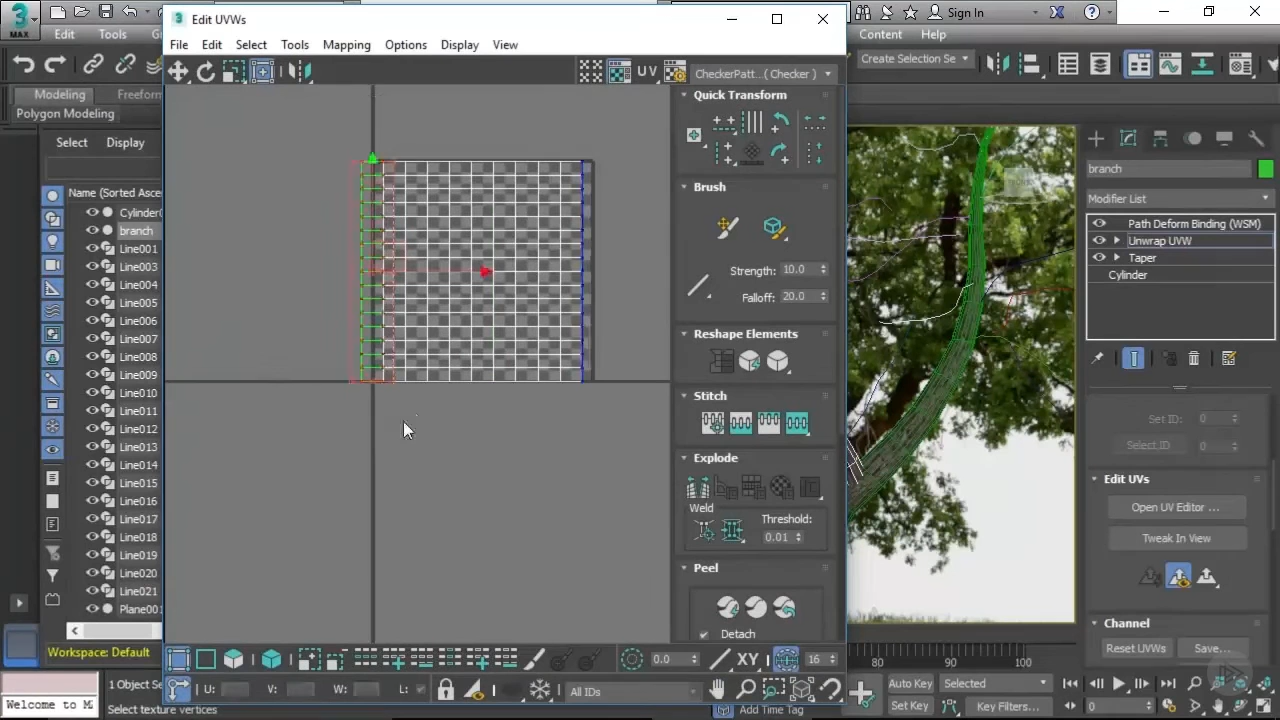 Edit UVWs
3
MAX
Edit
Tools
Sign In
Content
Help
File
Edit
Select
Tools
Mapping
Options
Display
View
Create Selection Se
UV
CheckerPatt...( Checker )
Modeling
Freeform
Polygon Modeling
Quick Transform
Select
Display
Brush
Strength: 10.0
Falloff: 20.0
Reshape Elements
Stitch
Explode
Weld
Threshold:
0.01
Peel
Detach
Name (Sorted Asce
Cylinder(
branch
Line001
Line003
Line004
Line005
Line006
Line007
Line008
Line009
Line010
Line011
Line012
Line013
Line014
Line015
Line016
Line017
Line018
Line019
Line020
Line021
Plane001
branch
Modifier List
Path Deform Binding (WSM)
Unwrap UVW
Taper
Cylinder
Set ID: 0
Select ID 0
Edit UVs
Open UV Editor ...
Tweak In View
Channel
Reset UVWs
Save...
0.0
XY
16
Workspace: Default
80
90
100
U:
V:
W:
L:
All IDs
1 Object Se
Auto Key
Selected
Welcome to M
Select texture vertices
Add Time Tag
Set Key
Key Filters...
0